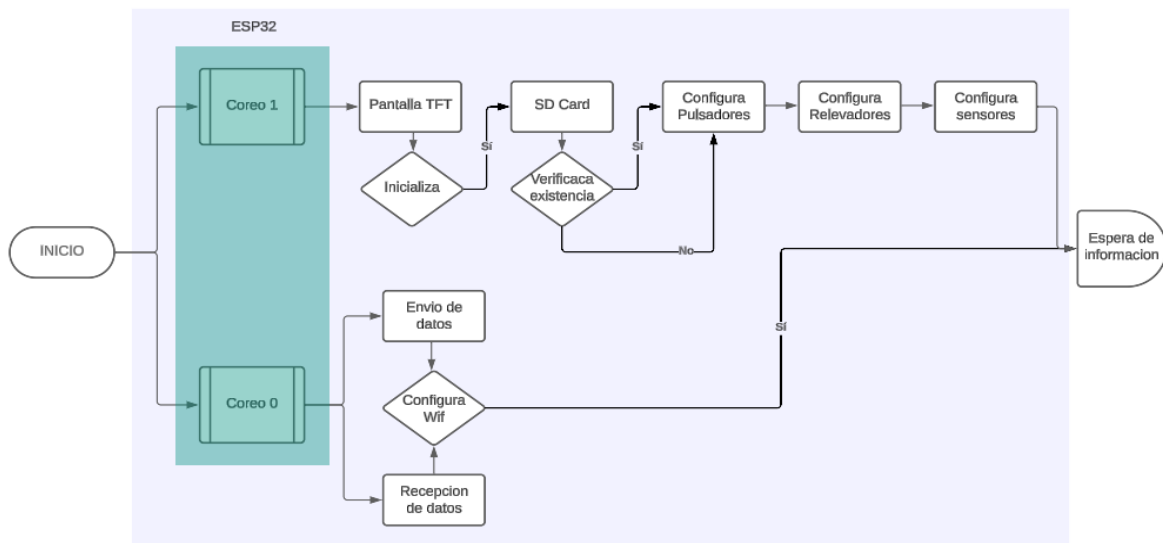 ESP32
Coreo 1
Pantalla TFT
Inicializa
Sí
SD Card
Verificaca
existencia
Sí
No
Configura
Pulsadores
Configura
Relevadores
Configura
sensores
INICIO
Espera de
informacion
Coreo 0
Envio de
datos
Configura
Wif
Recepcion
de datos
Sí